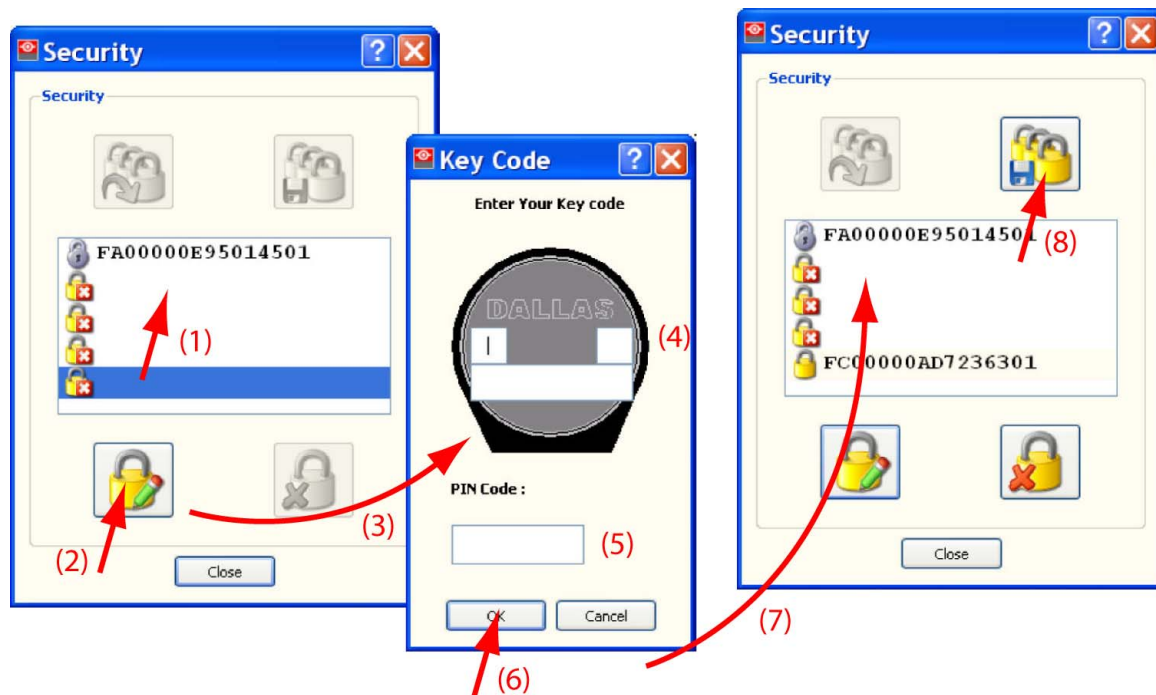 Security
Security
FA00000E95014501
(1)
(2)
(3)
Close
Key Code
Enter Your Key code
DALLAS
(4)
PIN Code :
(5)
OK
Cancel
(6)
(7)
Security
Security
FA00000E95014501
(8)
FC00000AD7236301
Close